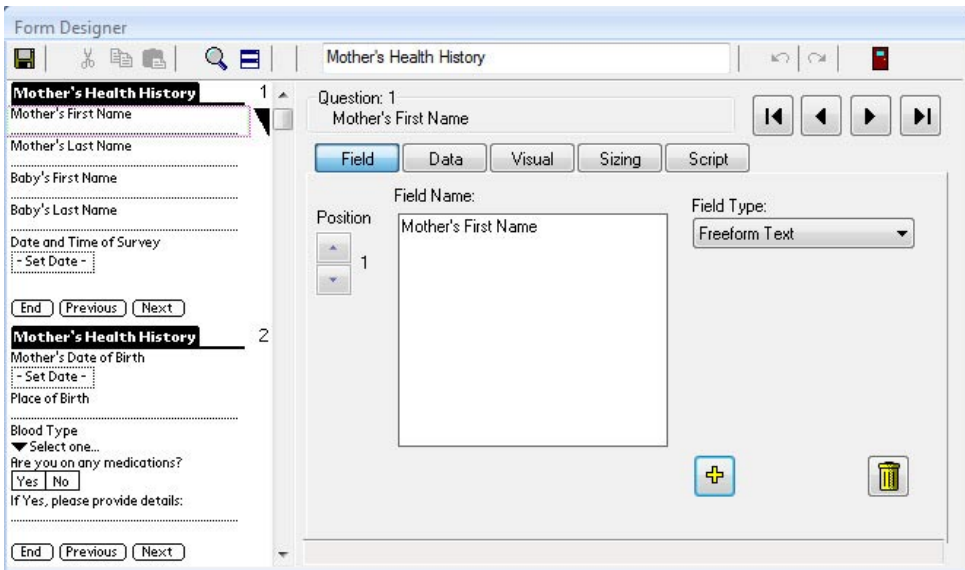 Form Designer
Mother's Health History
Mother's Health History 1
Mother's First Name
Mother's Last Name
Baby's First Name
Baby's Last Name
Date and Time of Survey
- Set Date -
End Previous Next
Mother's Health History 2
Mother's Date of Birth
- Set Date -
Place of Birth
Blood Type
Select one...
Are you on any medications?
Yes No
If Yes, please provide details:
End Previous Next
Question: 1
Mother's First Name
Field Data Visual Sizing Script
Position
1
Field Name:
Mother's First Name
Field Type:
Freeform Text